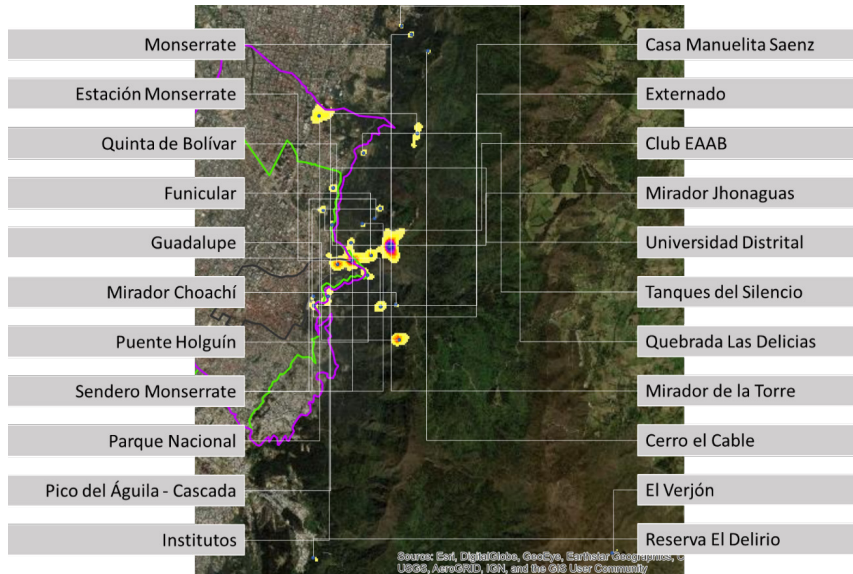 Monserrate
Estación Monserrate
Quinta de Bolívar
Funicular
Guadalupe
Mirador Choachí
Puente Holguín
Sendero Monserrate
Parque Nacional
Pico del Águila - Cascada
Institutos
Casa Manuelita Saenz
Externado
Club EAAB
Mirador Jhonaguas
Universidad Distrital
Tanques del Silencio
Quebrada Las Delicias
Mirador de la Torre
Cerro el Cable
El Verjón
Reserva El Delirio
Source: Esri, DigitalGlobe, GeoEye, Earthstar Geographics, C
USGS, AeroGRID, IGN, and the GIS User Community